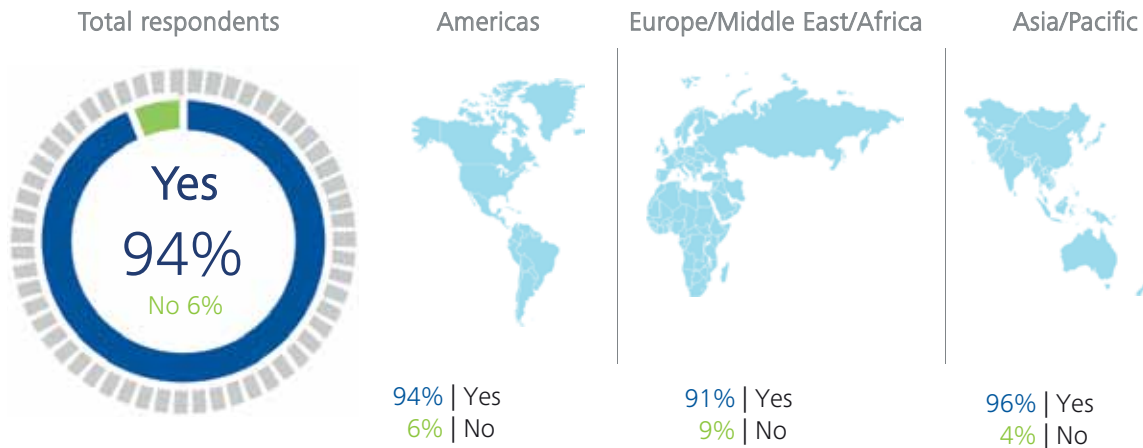 Total respondents
Yes
94%
No 6%
Americas
94% | Yes
6% | No
Europe/Middle East/Africa
91% | Yes
9% | No
Asia/Pacific
96% | Yes
4% | No